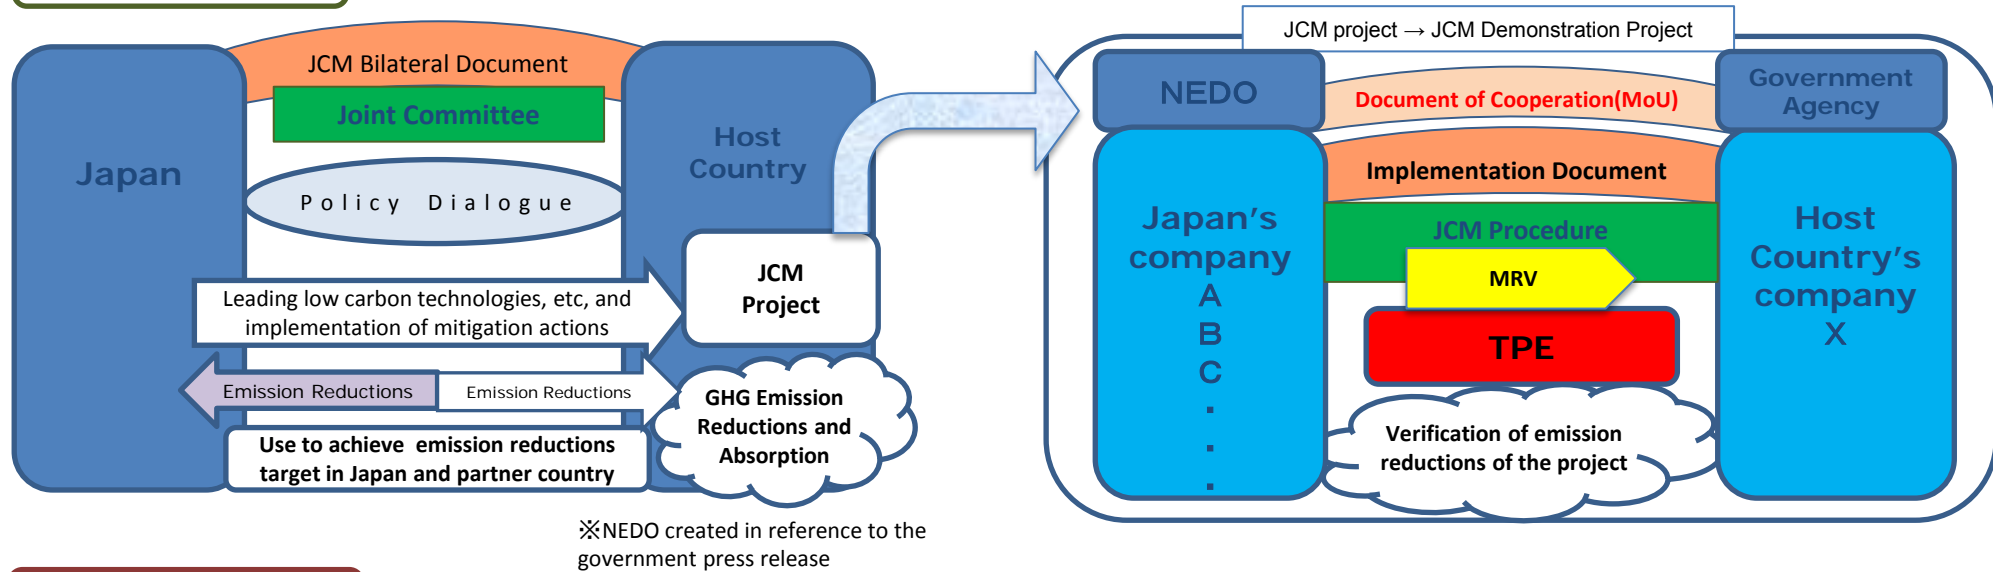 JCM Bilateral Document
Joint Committee
Japan
Host
Country
Policy Dialogue
JCM
Project
Leading low carbon technologies, etc, and
implementation of mitigation actions
Emission Reductions
Emission Reductions
GHG Emission
Reductions and
Absorption
Use to achieve emission reductions
target in Japan and partner country
※NEDO created in reference to the
government press release
JCM project → JCM Demonstration Project
NEDO
Document of Cooperation(MoU)
Government
Agency
Implementation Document
Japan's
company
A
B
C
.
.
.
JCM Procedure
MRV
TPE
Verification of emission
reductions of the project
Host
Country's
company
X